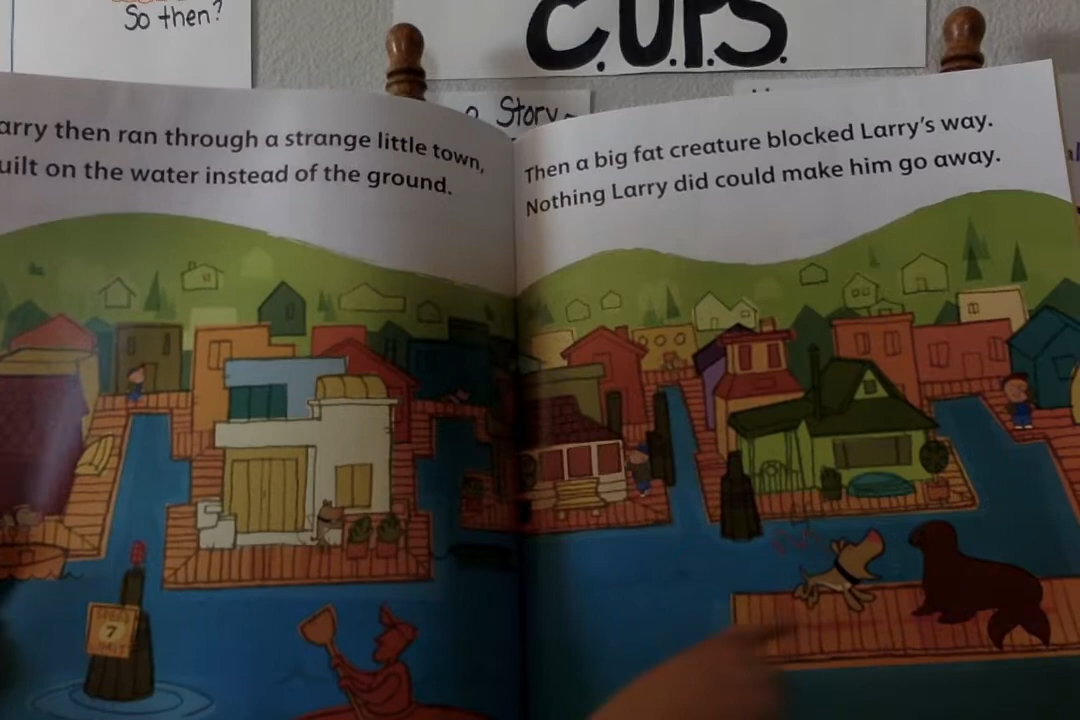 So then?
C.U.P.S.
Story
arry then ran through a strange little town,
uilt on the water instead of the ground.
Then a big fat creature blocked Larry's way.
Nothing Larry did could make him go away.
7